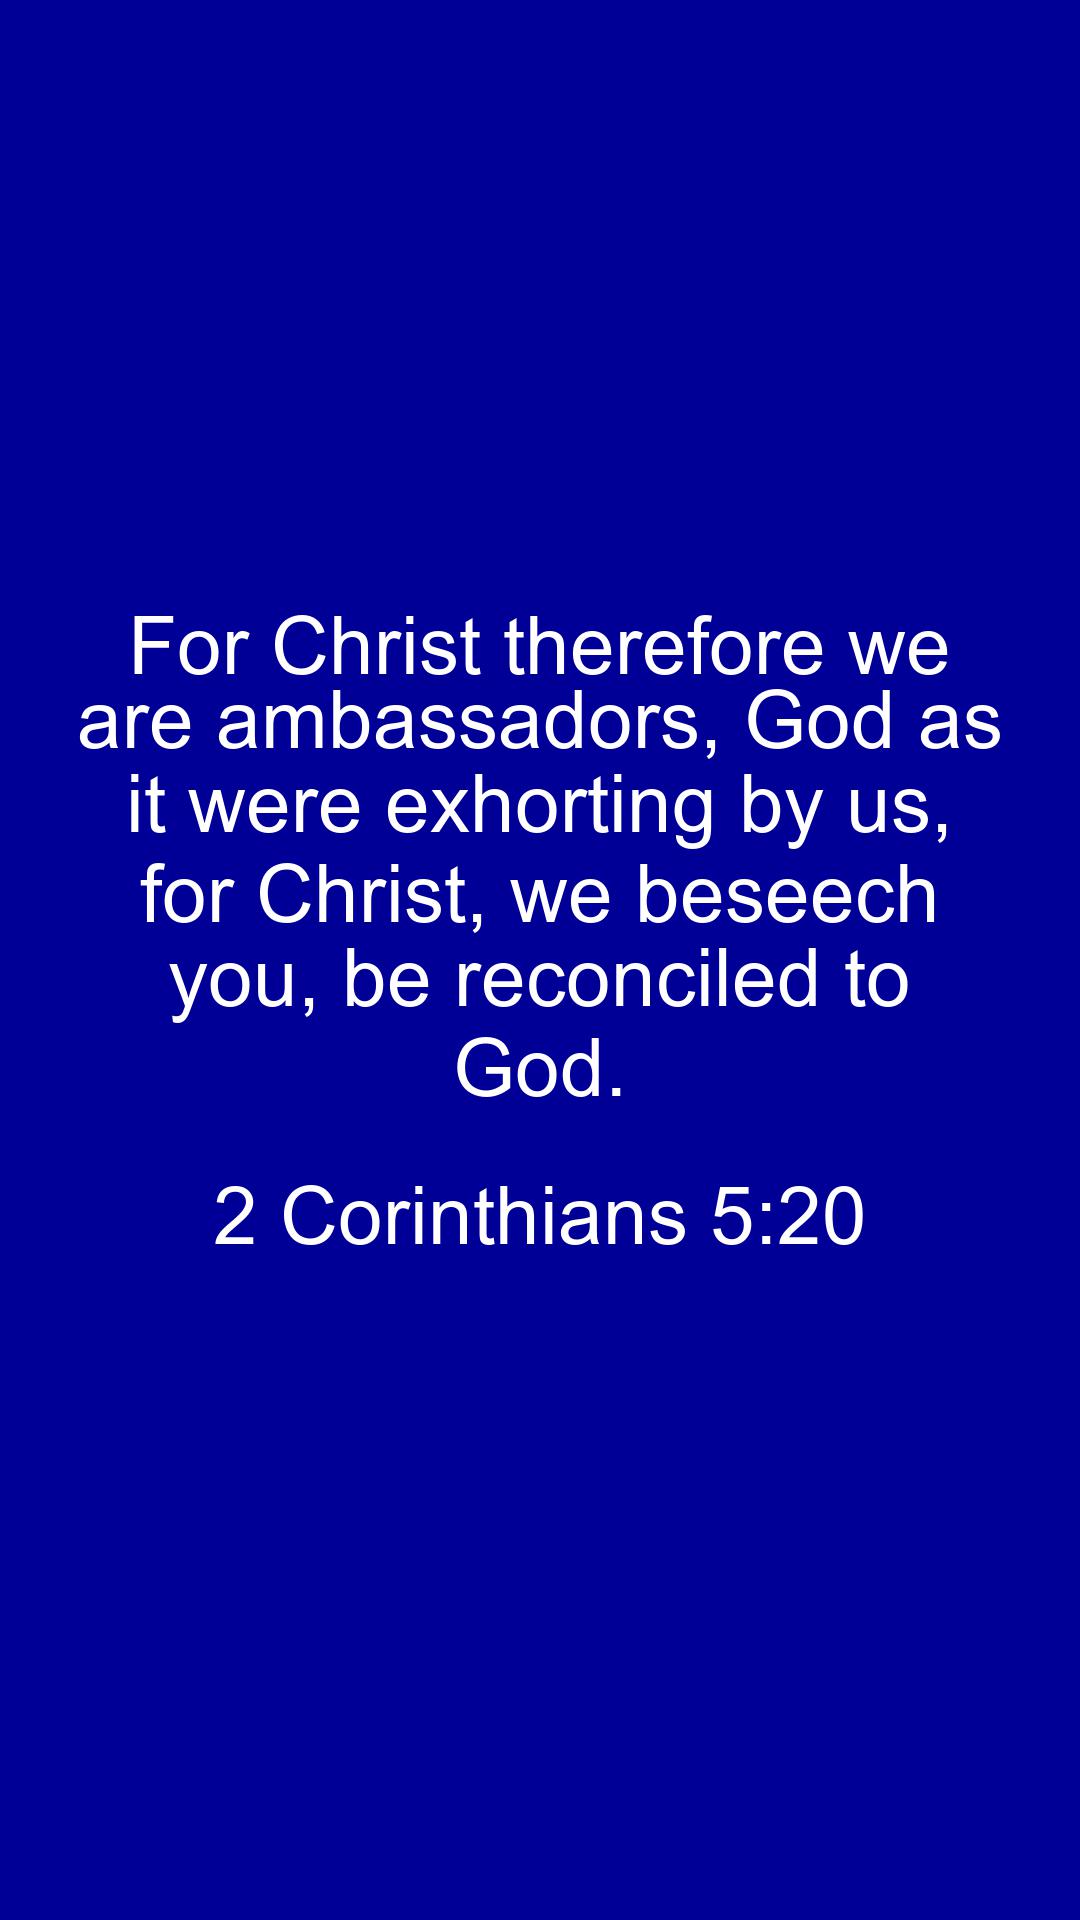 For Christ therefore we
are ambassadors, God as
it were exhorting by us,
for Christ, we beseech
you, be reconciled to
God.
2 Corinthians 5:20